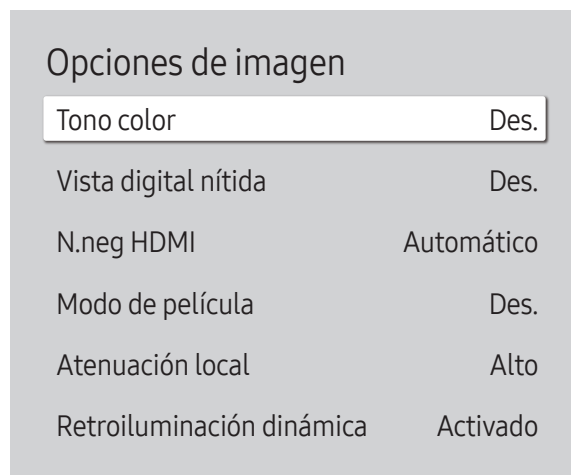 Opciones de imagen
Tono color Des.
Vista digital nítida Des.
N.neg HDMI Automático
Modo de película Des.
Atenuación local Alto
Retroiluminación dinámica Activado